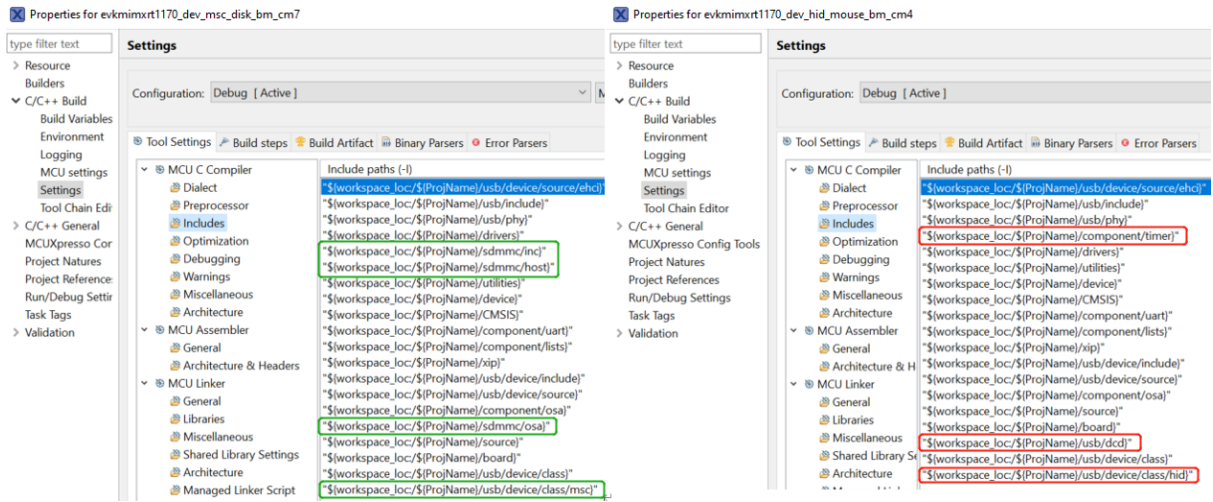 Properties for evkmimxrt1170_dev_msc_disk_bm_cm7
type filter text
Settings
Resource
Builders
C/C++ Build
Build Variables
Environment
Logging
MCU settings
Settings
Tool Chain Edi
C/C++ General
MCUXpresso Cor
Project Natures
Project Reference
Run/Debug Settin
Task Tags
Validation
Configuration: Debug [ Active ]
M
Tool Settings Build steps Build Artifact Binary Parsers Error Parsers
MCU C Compiler
Dialect
Preprocessor
Includes
Optimization
Debugging
Warnings
Miscellaneous
Architecture
MCU Assembler
General
Architecture & Headers
MCU Linker
General
Libraries
Miscellaneous
Shared Library Settings
Architecture
Managed Linker Script
Include paths (-I)
"${workspace_loc:/${ProjName}/usb/device/source/ehci}"
"${workspace_loc:/${ProjName}/usb/include}"
"${workspace_loc:/${ProjName}/usb/phy}"
"${workspace_loc:/${ProjName}/drivers}"
"${workspace_loc:/${ProjName}/sdmmc/inc}"
"${workspace_loc:/${ProjName}/sdmmc/host}"
"${workspace_loc:/${ProjName}/utilities}"
"${workspace_loc:/${ProjName}/device}"
"${workspace_loc:/${ProjName}/CMSIS}"
"${workspace_loc:/${ProjName}/component/uart}"
"${workspace_loc:/${ProjName}/component/lists}"
"${workspace_loc:/${ProjName}/xip}"
"${workspace_loc:/${ProjName}/usb/device/include}"
"${workspace_loc:/${ProjName}/usb/device/source}"
"${workspace_loc:/${ProjName}/component/osa}"
"${workspace_loc:/${ProjName}/sdmmc/osa}"
"${workspace_loc:/${ProjName}/source}"
"${workspace_loc:/${ProjName}/board}"
"${workspace_loc:/${ProjName}/usb/device/class}"
"${workspace_loc:/${ProjName}/usb/device/class/msc}"
Properties for evkmimxrt1170_dev_hid_mouse_bm_cm4
type filter text
Settings
Resource
Builders
C/C++ Build
Build Variables
Environment
Logging
MCU settings
Settings
Tool Chain Editor
C/C++ General
MCUXpresso Config Tools
Project Natures
Project References
Run/Debug Settings
Task Tags
Validation
Configuration: Debug [ Active ]
Tool Settings Build steps Build Artifact Binary Parsers Error Parsers
MCU C Compiler
Dialect
Preprocessor
Includes
Optimization
Debugging
Warnings
Miscellaneous
Architecture
MCU Assembler
General
Architecture & H
MCU Linker
General
Libraries
Miscellaneous
Shared Library Se
Architecture
Include paths (-I)
"${workspace_loc:/${ProjName}/usb/device/source/ehci}"
"${workspace_loc:/${ProjName}/usb/include}"
"${workspace_loc:/${ProjName}/usb/phy}"
"${workspace_loc:/${ProjName}/component/timer}"
"${workspace_loc:/${ProjName}/drivers}"
"${workspace_loc:/${ProjName}/utilities}"
"${workspace_loc:/${ProjName}/device}"
"${workspace_loc:/${ProjName}/CMSIS}"
"${workspace_loc:/${ProjName}/component/uart}"
"${workspace_loc:/${ProjName}/component/lists}"
"${workspace_loc:/${ProjName}/xip}"
"${workspace_loc:/${ProjName}/usb/device/include}"
"${workspace_loc:/${ProjName}/usb/device/source}"
"${workspace_loc:/${ProjName}/component/osa}"
"${workspace_loc:/${ProjName}/source}"
"${workspace_loc:/${ProjName}/board}"
"${workspace_loc:/${ProjName}/usb/dcd}"
"${workspace_loc:/${ProjName}/usb/device/class}"
"${workspace_loc:/${ProjName}/usb/device/class/hid}"